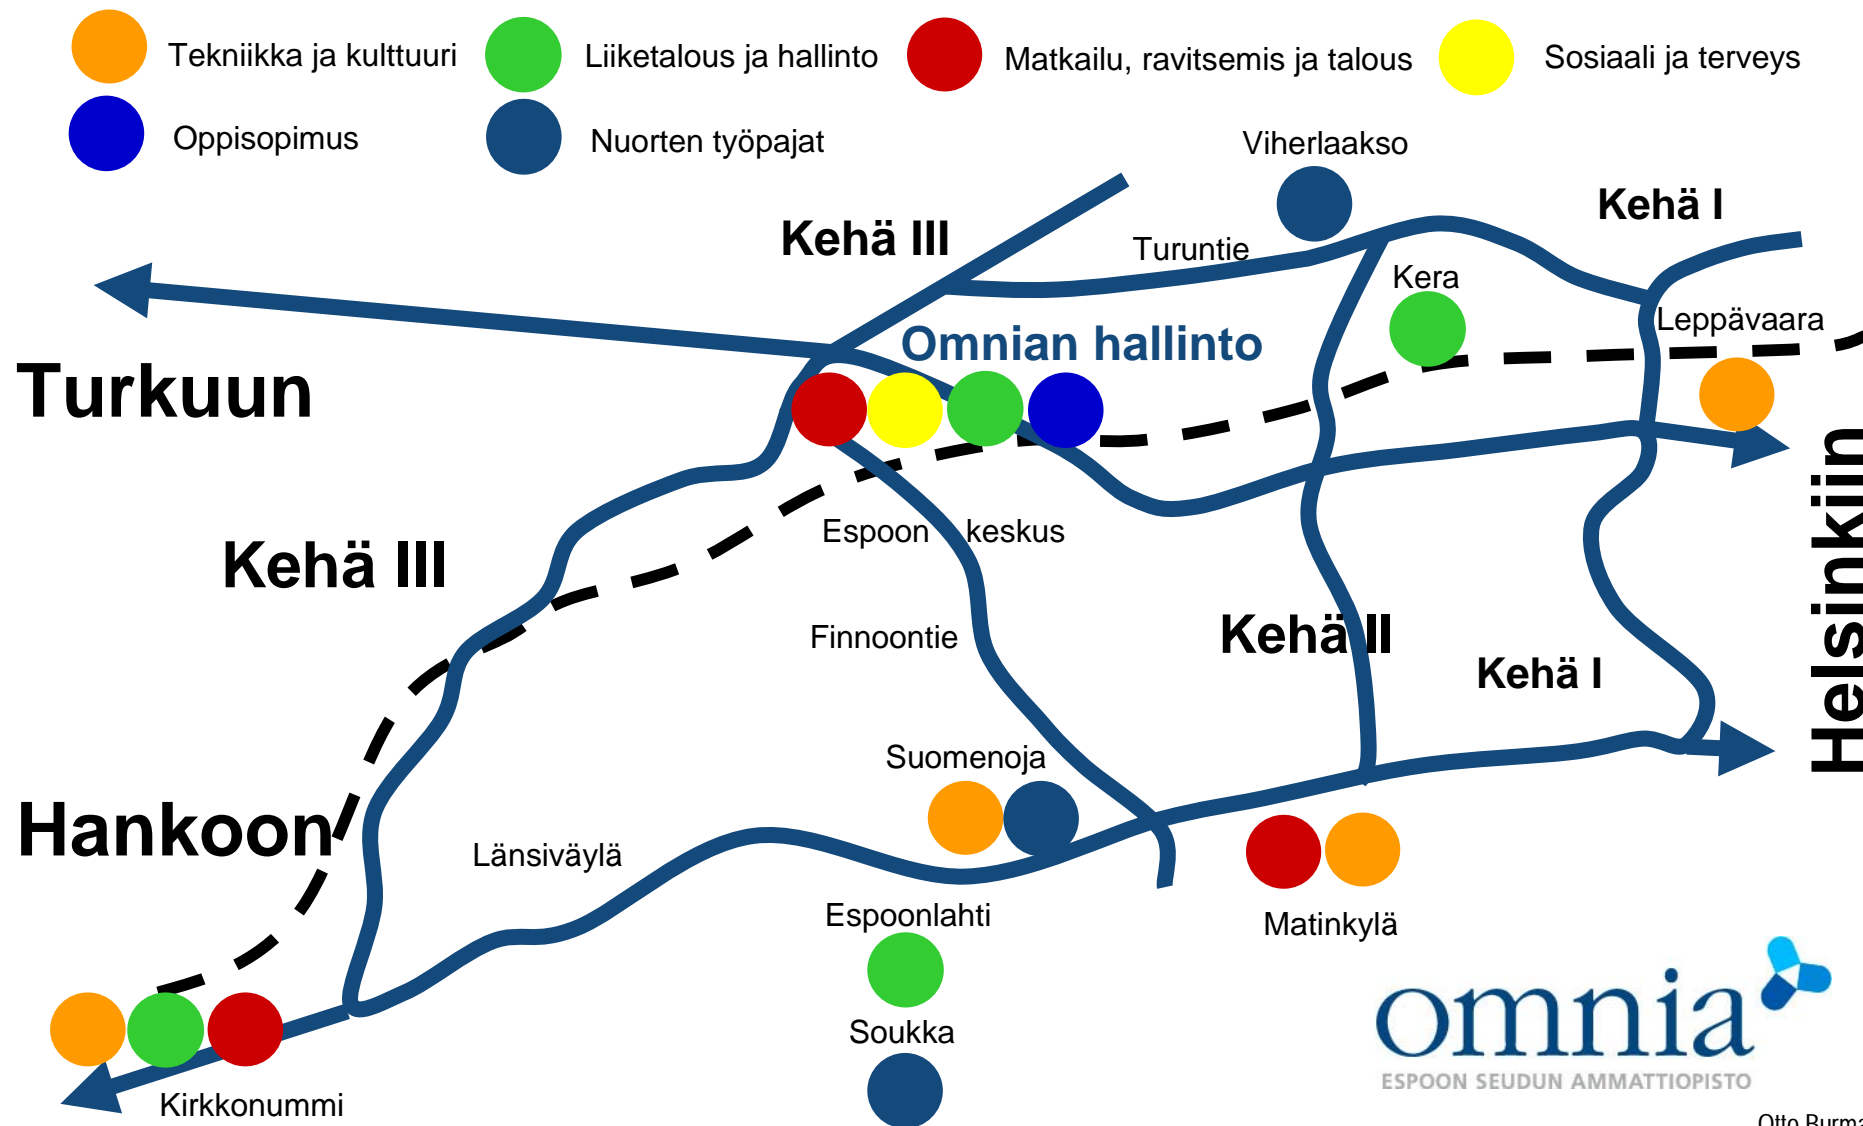 Tekniikka ja kulttuuri
Liiketalous ja hallinto
Matkailu, ravitsemis ja talous
Sosiaali ja terveys
Oppisopimus
Nuorten työpajat
Viherlaakso
Kehä I
Kehä III
Turuntie
Kera
Leppävaara
Omnian hallinto
Turkuun
Helsinkiin
Espoon keskus
Kehä III
Finnoontie
Kehä II
Kehä I
Suomenoja
Hankoon
Länsiväylä
Espoonlahti
Matinkylä
Soukka
Kirkkonummi
omnia
ESPOON SEUDUN AMMATTIOPISTO
Otto Burma